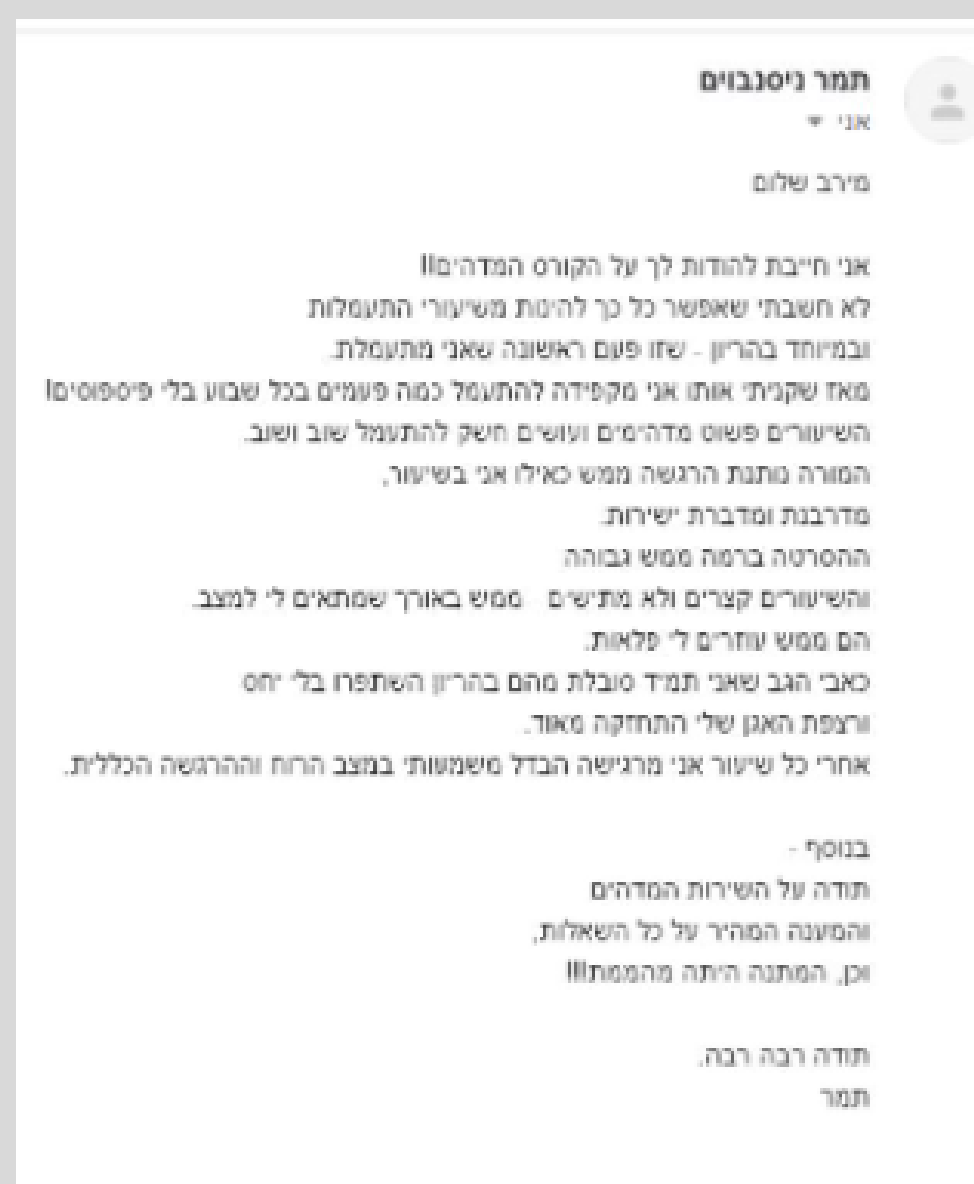 תמר ניסנבוים
אני
מירב שלום
אני חייבת להודות לך על הקורס המדהים!!
לא חשבתי שאפשר כל כך להינות משיעורי התעמלות
ובמיוחד בהריון - שזו פעם ראשונה שאני מתעמלת.
מאז שקניתי אותו אני מקפידה להתעמל כמה פעמים בכל שבוע בלי פיספוסים!
השיעורים פשוט מדהימים ועושים חשק להתעמל שוב ושוב.
המורה נותנת הרגשה ממש כאילו אני בשיעור,
מדרבנת ומדברת ישירות.
ההסרטה ברמה ממש גבוהה
והשיעורים קצרים ולא מתישים - ממש באורך שמתאים לי למצב.
הם ממש עוזרים לי פלאות.
כאבי הגב שאני תמיד סובלת מהם בהריון השתפרו בלי יחס
ורצפת האגן שלי התחזקה מאוד.
אחרי כל שיעור אני מרגישה הבדל משמעותי במצב הרוח וההרגשה הכללית.
בנוסף -
תודה על השירות המדהים
והמענה המהיר על כל השאלות,
וכן, המתנה היתה מהממת!!!
תודה רבה רבה.
תמר